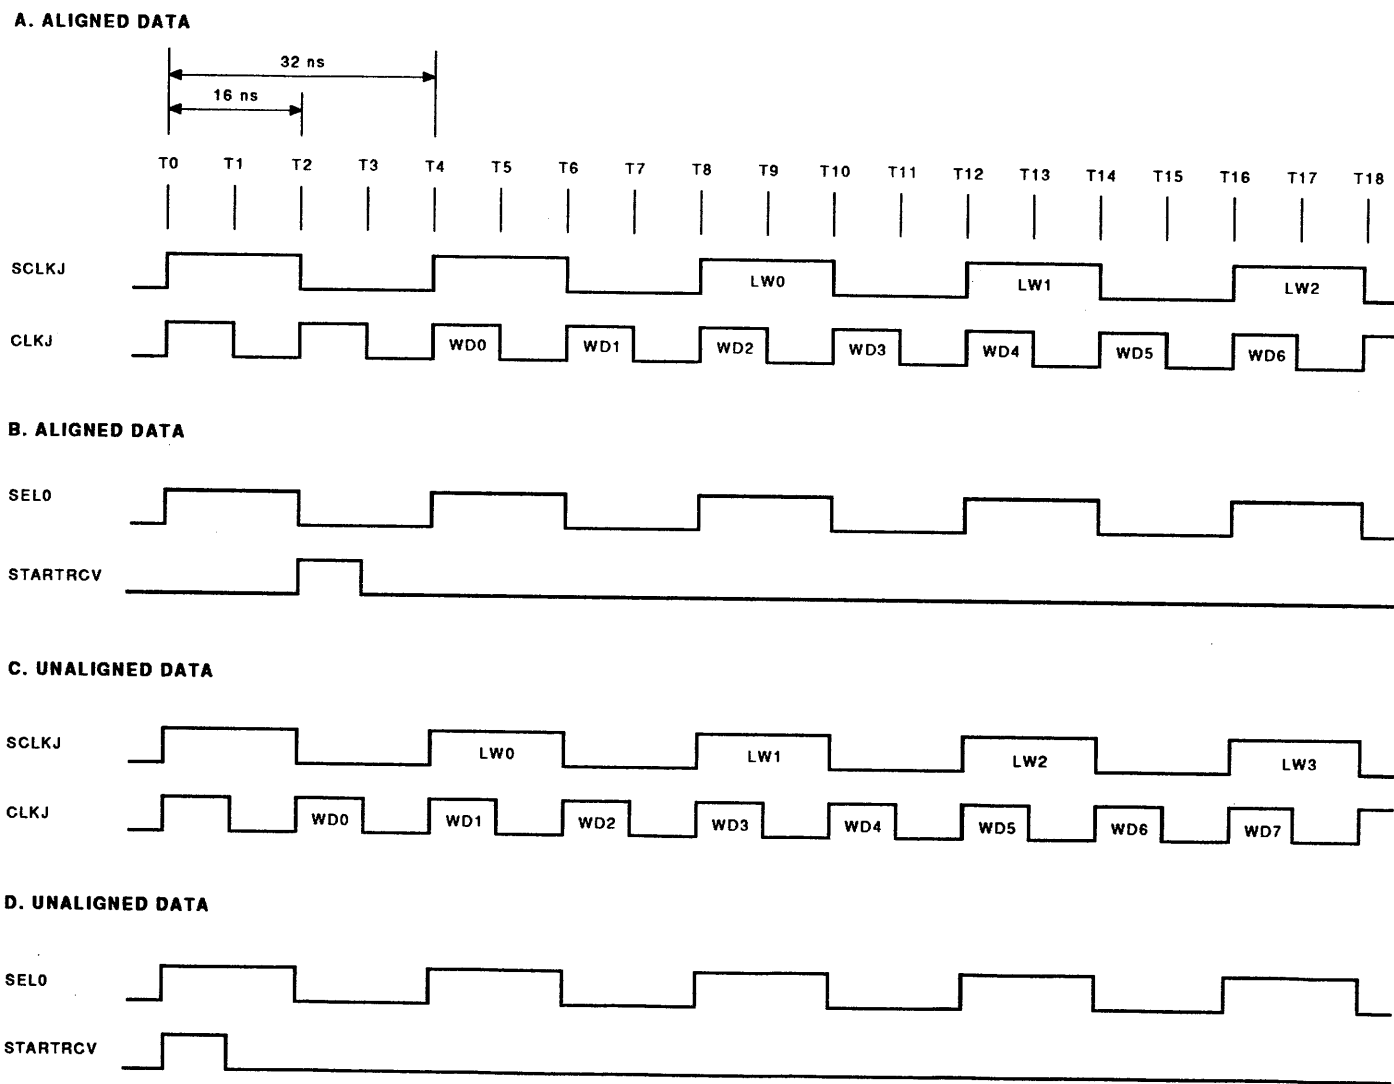 A. ALIGNED DATA
32 ns
16 ns
T0 T1 T2 T3 T4 T5 T6 T7 T8 T9 T10 T11 T12 T13 T14 T15 T16 T17 T18
SCLKJ LW0 LW1 LW2
CLKJ WD0 WD1 WD2 WD3 WD4 WD5 WD6
B. ALIGNED DATA
SEL0
STARTRCV
C. UNALIGNED DATA
SCLKJ LW0 LW1 LW2 LW3
CLKJ WD0 WD1 WD2 WD3 WD4 WD5 WD6 WD7
D. UNALIGNED DATA
SEL0
STARTRCV